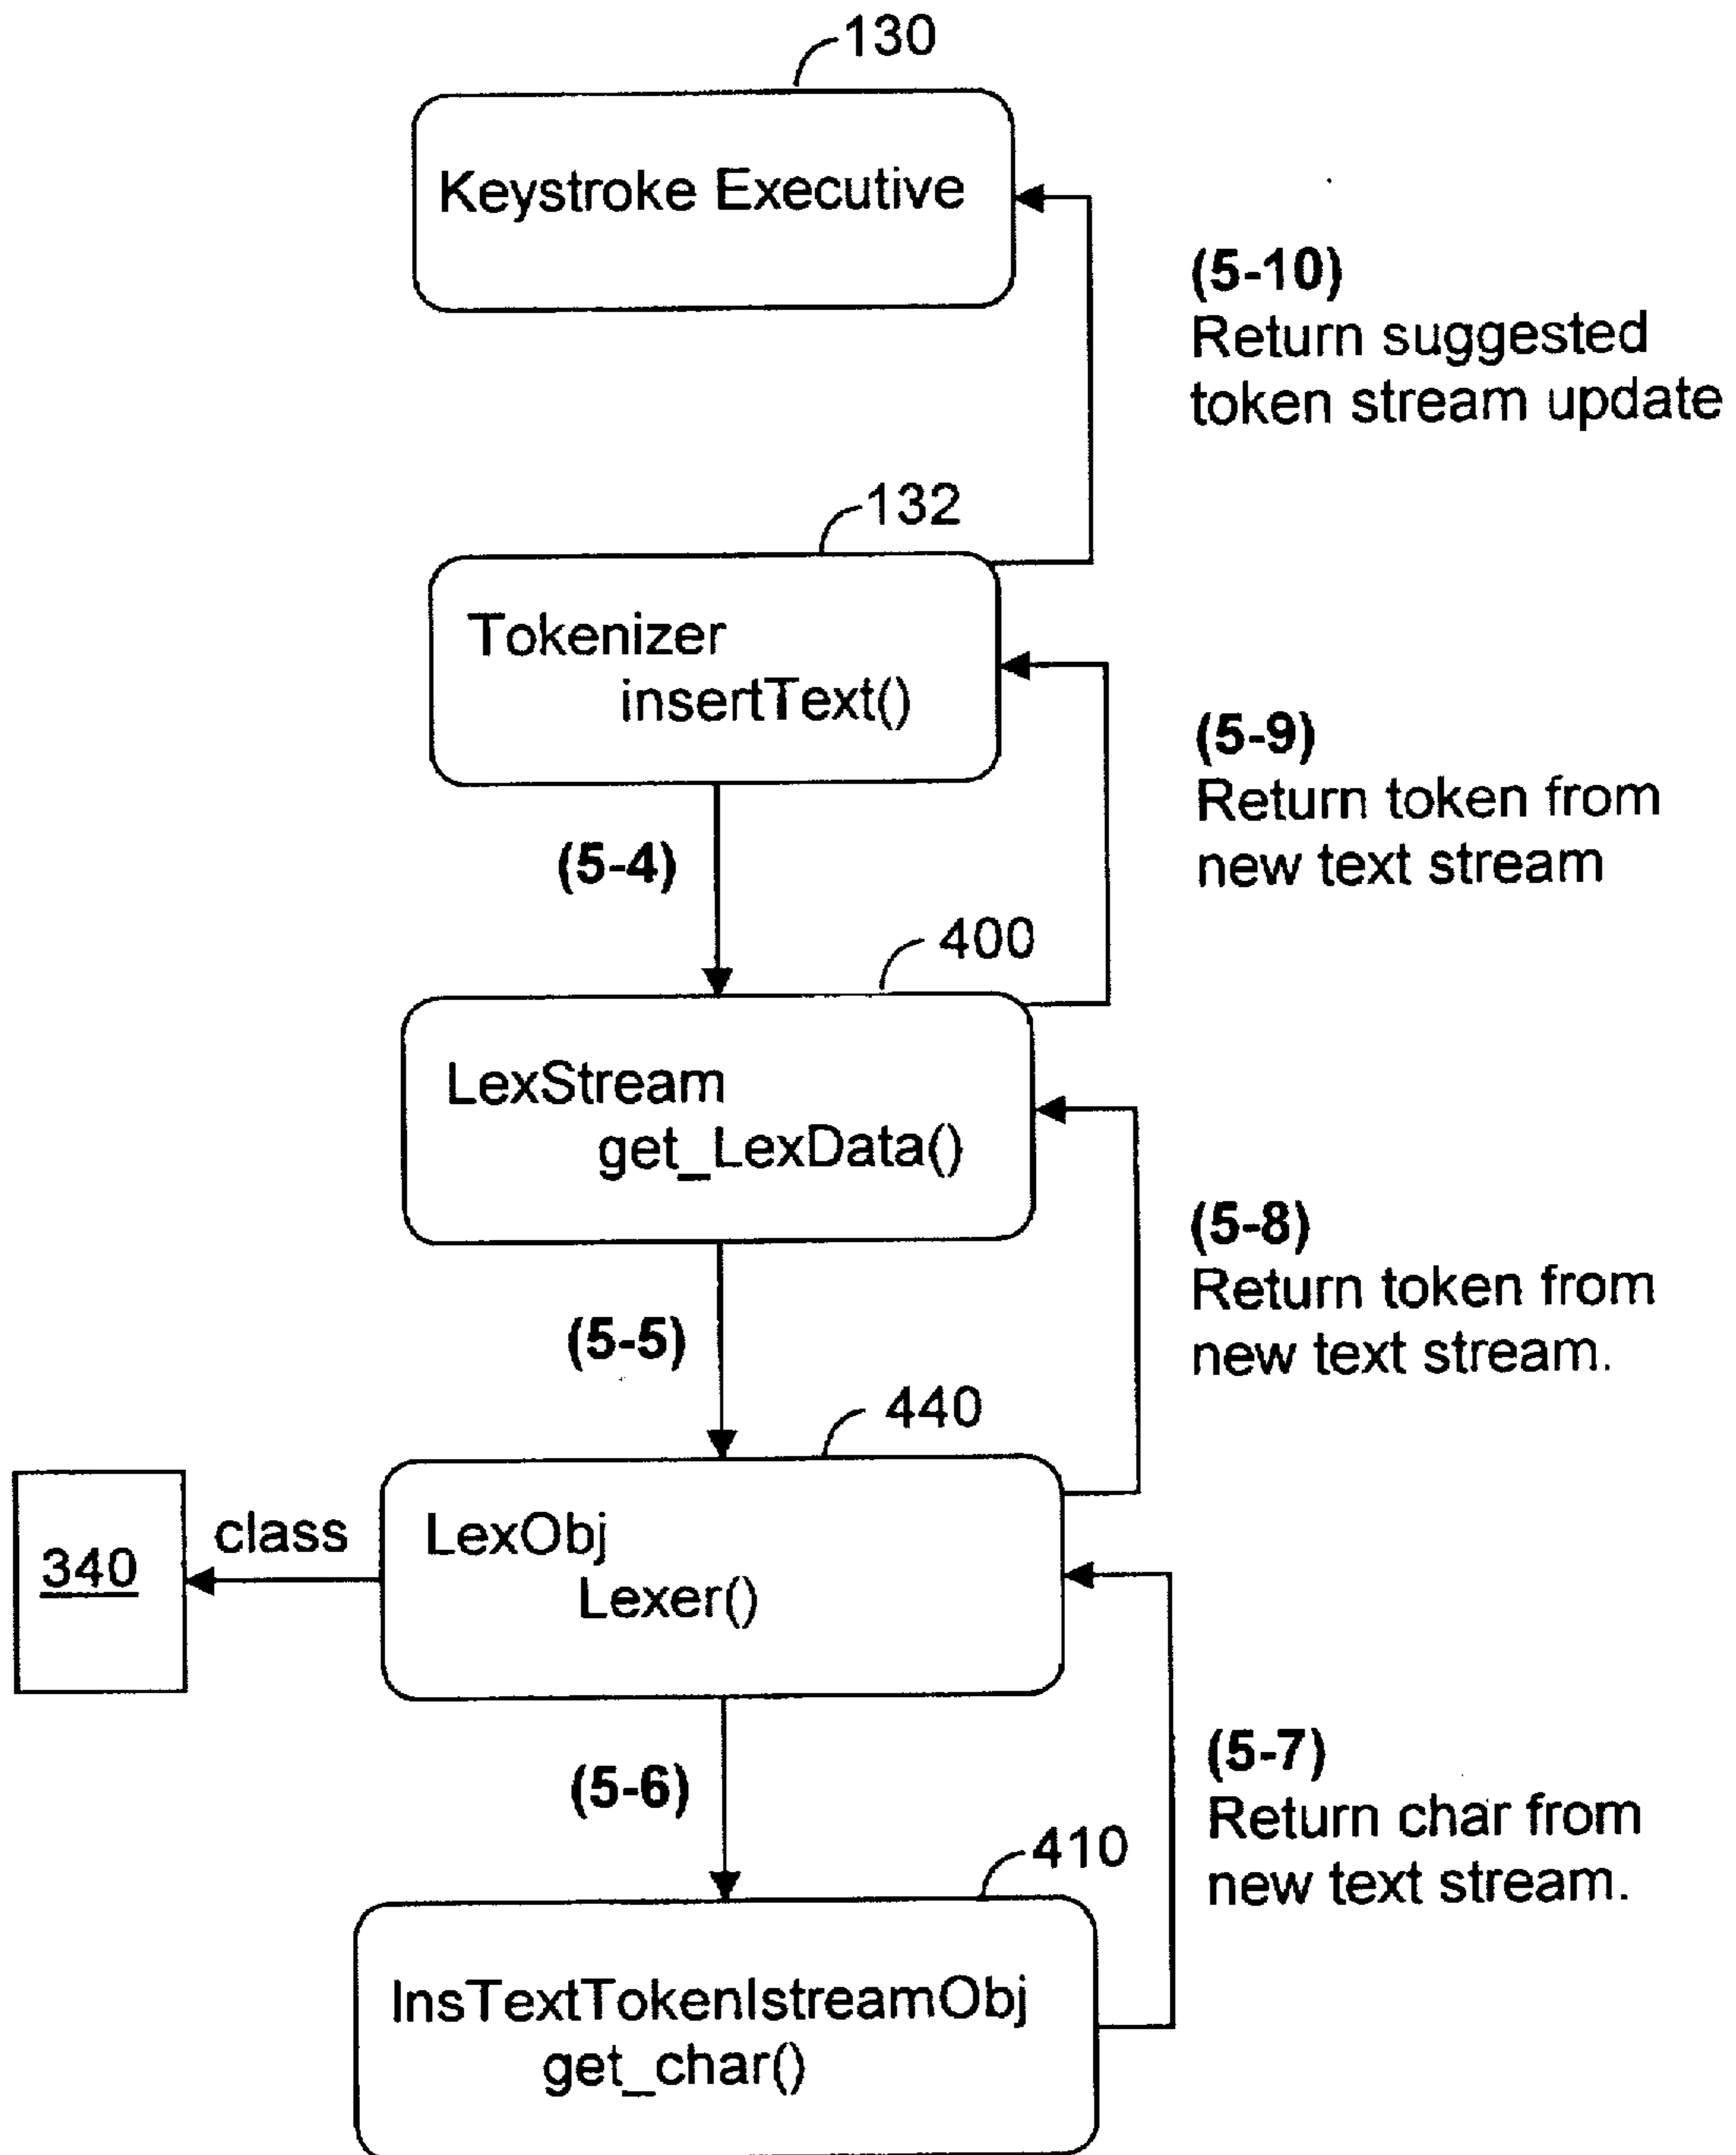 130
Keystroke Executive
(5-10)
Return suggested
token stream update
132
Tokenizer
insertText()
(5-9)
Return token from
new text stream
(5-4)
400
LexStream
get_LexData()
(5-8)
Return token from
new text stream.
(5-5)
440
340
class
LexObj
Lexer()
(5-7)
Return char from
new text stream.
(5-6)
410
InsTextTokenIstreamObj
get_char()